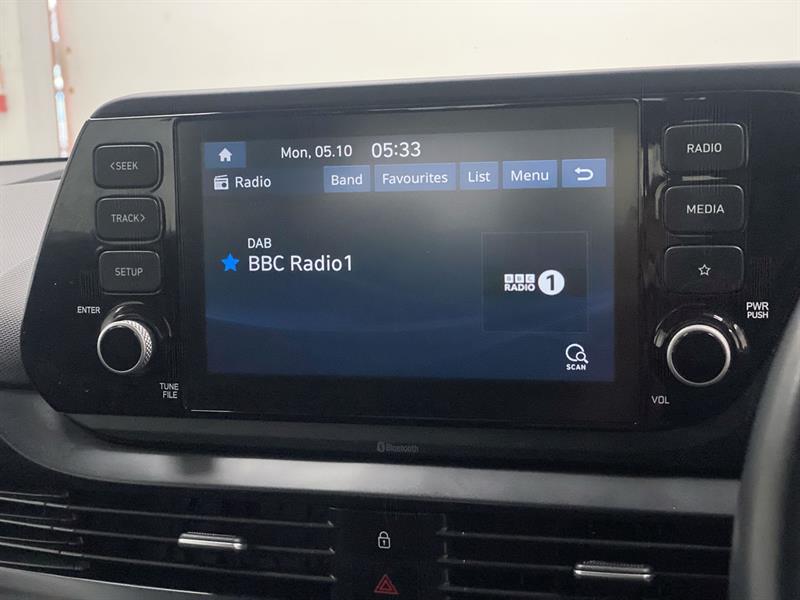 <SEEK
TRACK>
SETUP
ENTER
TUNE
FILE
Mon, 05.10 05:33
Radio Band Favourites List Menu
DAB
BBC Radio1
BBC
RADIO 1
SCAN
RADIO
MEDIA
PWR
PUSH
VOL
Bluetooth